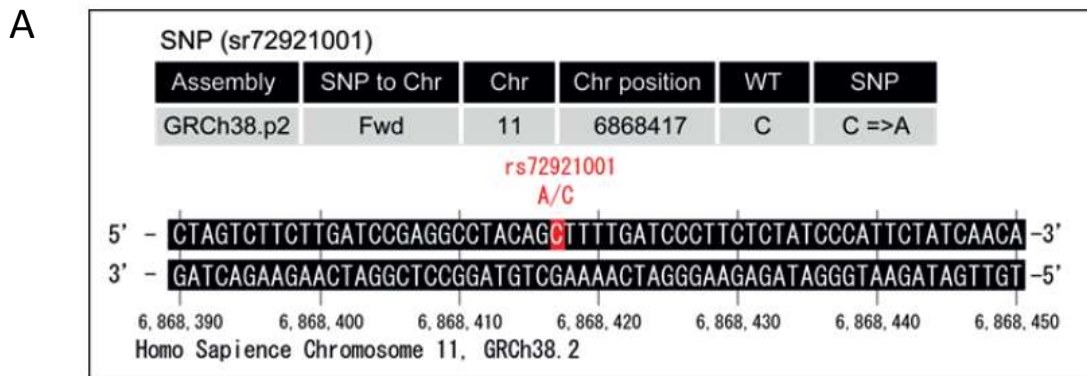 A
SNP (sr72921001)
Assembly SNP to Chr Chr Chr position WT SNP
GRCh38.p2 Fwd 11 6868417 C C =>A
rs72921001
A/C
5' - CTAGTCTTCTTGATCCGAGGCCTACAGCTTTTGATCCCTTCTCTATCCCATTCTATCAACA -3'
3' - GATCAGAAGAACTAGGCTCCGGATGTCGAAAACTAGGGAAGAGATAGGGTAAGATAGTTGT -5'
6,868,390 6,868,400 6,868,410 6,868,420 6,868,430 6,868,440 6,868,450
Homo Sapience Chromosome 11, GRCh38.2